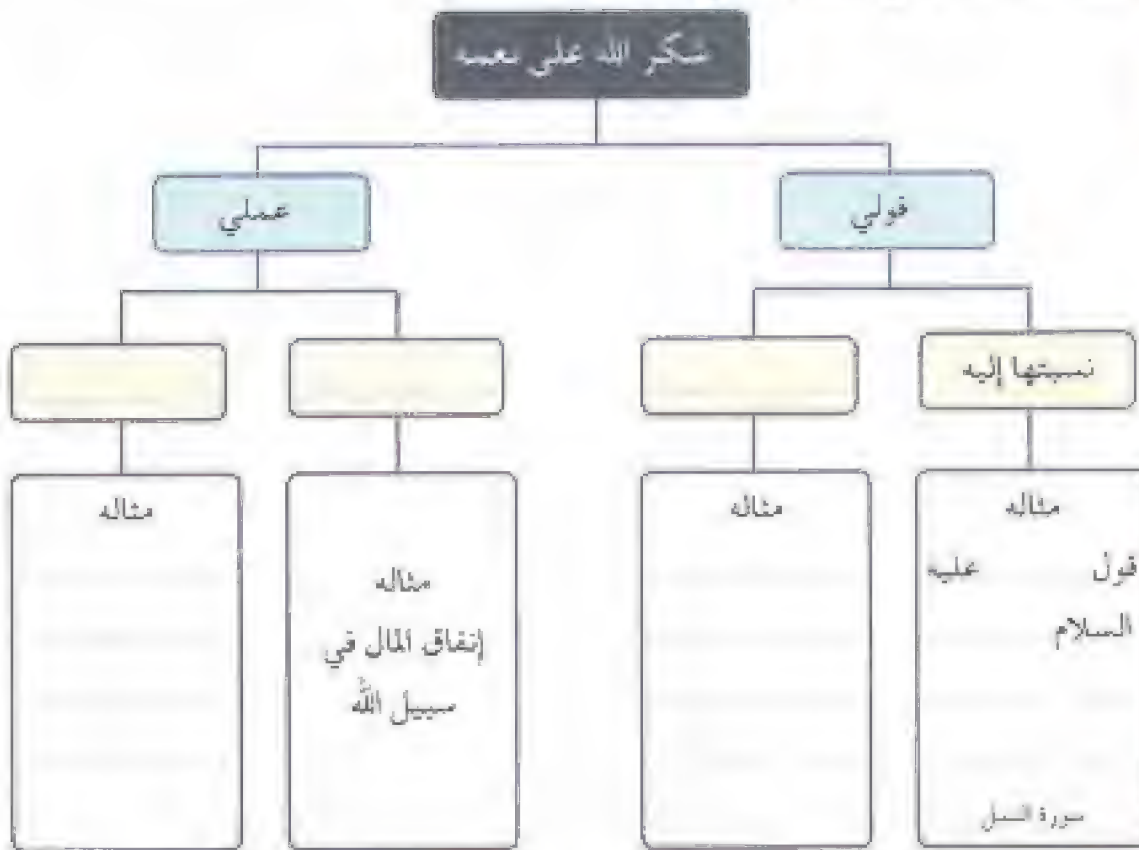 شكر الله على نعمه
قولي
عملي
نسبتها إليه
مثاله
قول عليه
السلام
سورة النمل
مثاله
مثاله
إنفاق المال في
سبيل الله
مثاله